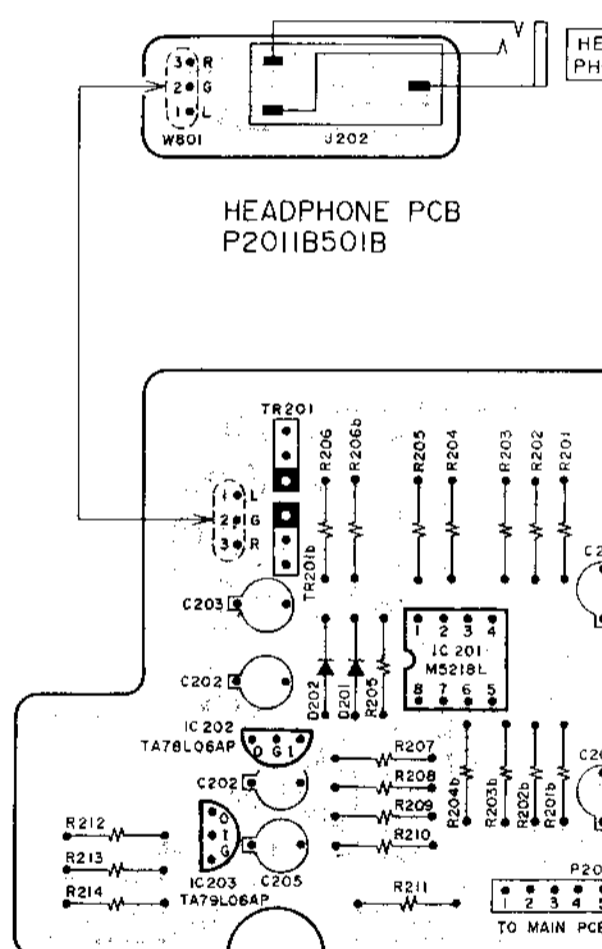 HE
PH
3 R
2 G
1 L
W801
J202
HEADPHONE PCB
P2011B501B
TR201
R206
R206b
R205
R204
R203
R202
R201
1 L
2 G
3 R
TR201b
C203
C202
D202
D201
R205
1 2 3 4
IC 201
M5218L
8 7 6 5
IC 202
TA78L06AP
O G I
C202
R207
R208
R209
R210
R204b
R203b
R202b
R201b
R212
R213
R214
O
I
G
IC203
TA79L06AP
C205
R211
P20
1 2 3 4 5
TO MAIN PCB